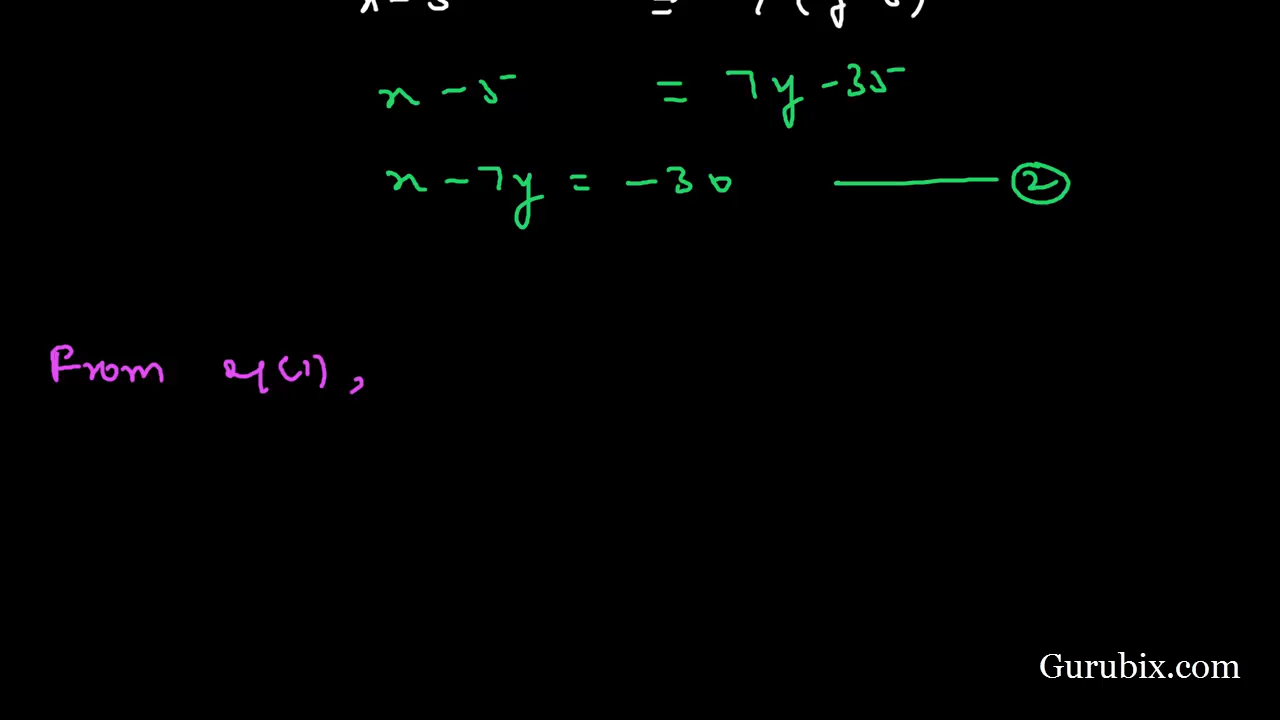 x - 5 = 7y - 35
x - 7y = -30 ② 
From eq (1),
Gurubix.com